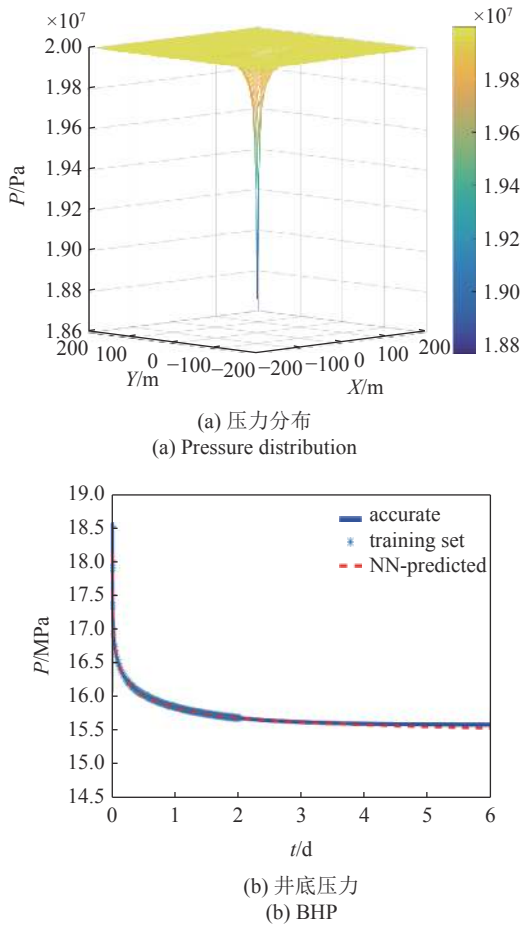 ×10⁷
2.00
1.98
1.96
1.94
1.92
1.90
1.88
1.86
P/Pa
200 100 0 −100 −200
Y/m
−200 −100 0 100 200
X/m
×10⁷
1.98
1.96
1.94
1.92
1.90
1.88
(a) 压力分布
(a) Pressure distribution
19.0
18.5
18.0
17.5
17.0
16.5
16.0
15.5
15.0
14.5
P/MPa
accurate
training set
NN-predicted
0 1 2 3 4 5 6
t/d
(b) 井底压力
(b) BHP